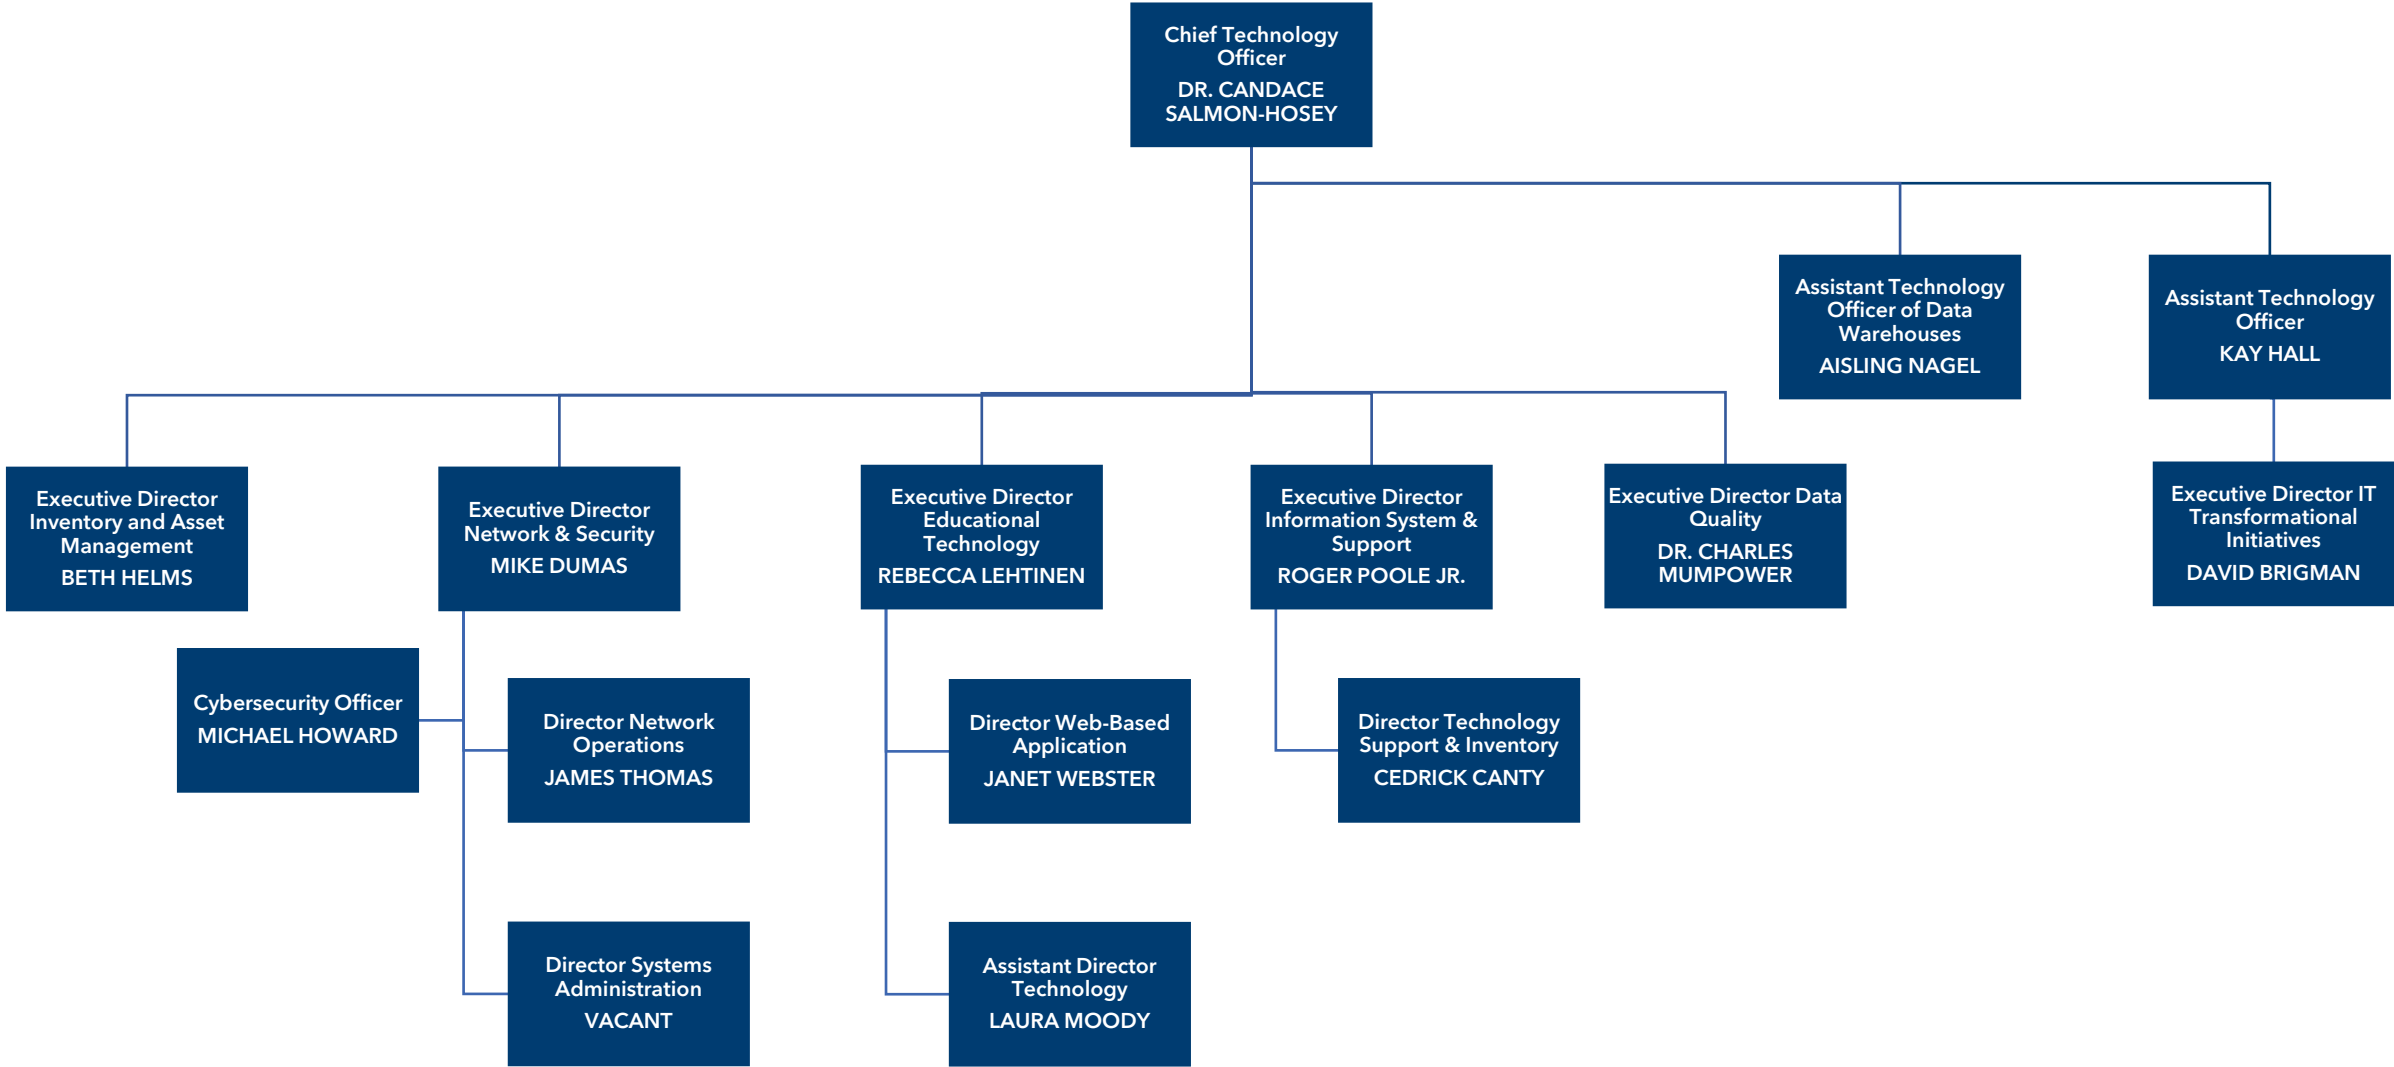 Chief Technology
Officer
DR. CANDACE
SALMON-HOSEY
Assistant Technology
Officer of Data
Warehouses
AISLING NAGEL
Assistant Technology
Officer
KAY HALL
Executive Director
Inventory and Asset
Management
BETH HELMS
Executive Director
Network & Security
MIKE DUMAS
Executive Director
Educational
Technology
REBECCA LEHTINEN
Executive Director
Information System &
Support
ROGER POOLE JR.
Executive Director Data
Quality
DR. CHARLES
MUMPOWER
Executive Director IT
Transformational
Initiatives
DAVID BRIGMAN
Cybersecurity Officer
MICHAEL HOWARD
Director Network
Operations
JAMES THOMAS
Director Web-Based
Application
JANET WEBSTER
Director Technology
Support & Inventory
CEDRICK CANTY
Director Systems
Administration
VACANT
Assistant Director
Technology
LAURA MOODY